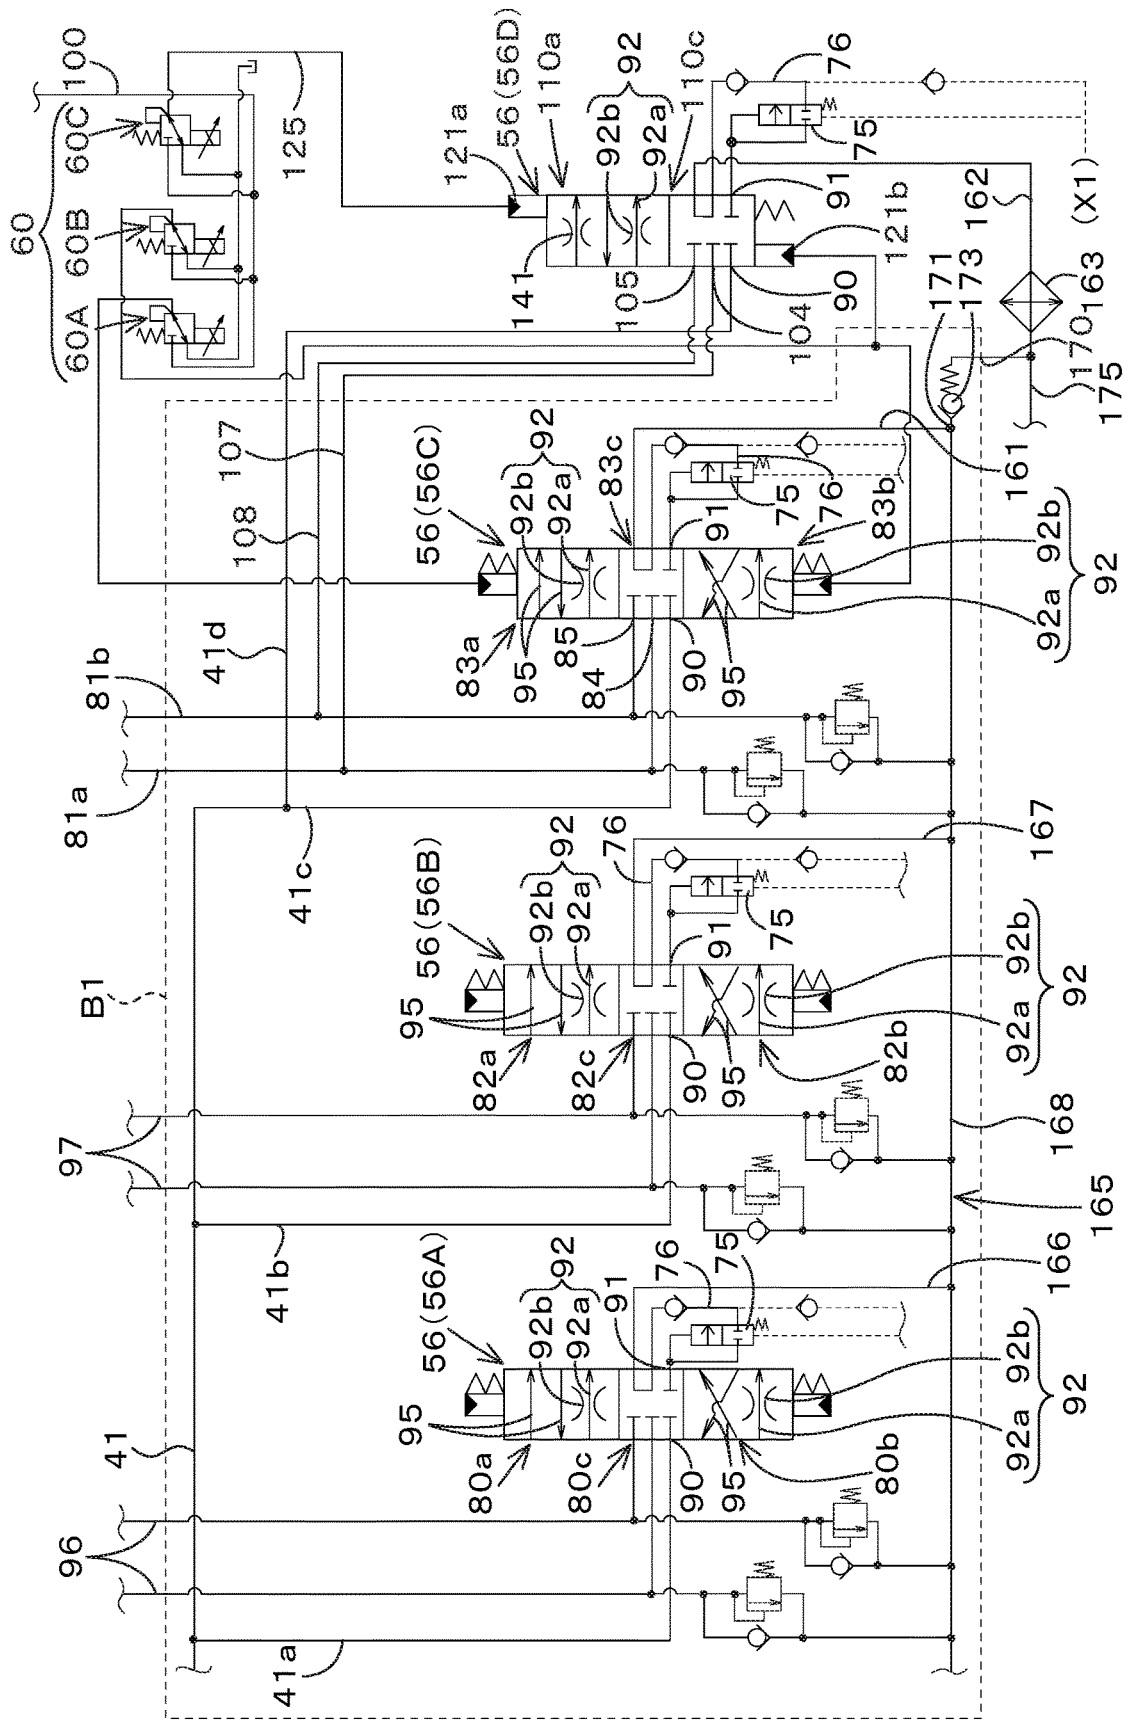 60
60A
60B
60C
100
125
107
108
41d
81b
81a
41c
B1
97
41b
41
96
41a
121a
56(56D)
110a
92
92b
92a
110c
76
75
141
105
104
90
91
121b
162
(X1)
171
173
163
170
175
161
56(56C)
92
92b
92a
83c
83a
95
85
84
90
95
91
75
76
83b
92a
92b
92
56(56B)
92
92b
92a
76
75
91
95
82a
82c
90
95
82b
92a
92b
92
167
168
165
166
56(56A)
92
92b
92a
91
76
75
95
80a
80c
90
95
80b
92a
92b
92